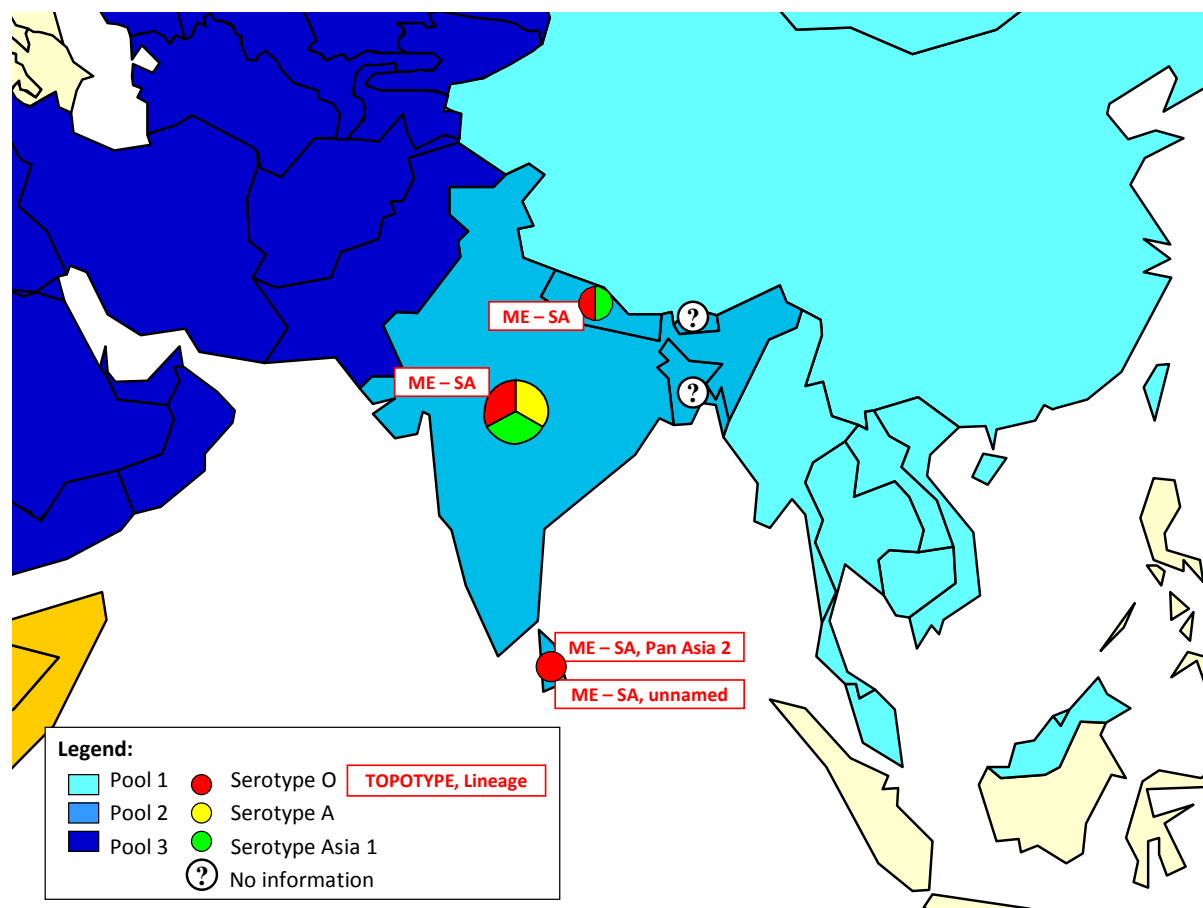 ME – SA
?
ME – SA
?
ME – SA, Pan Asia 2
ME – SA, unnamed
Legend:
Pool 1
Serotype O
TOPOTYPE, Lineage
Pool 2
Serotype A
Pool 3
Serotype Asia 1
?
No information